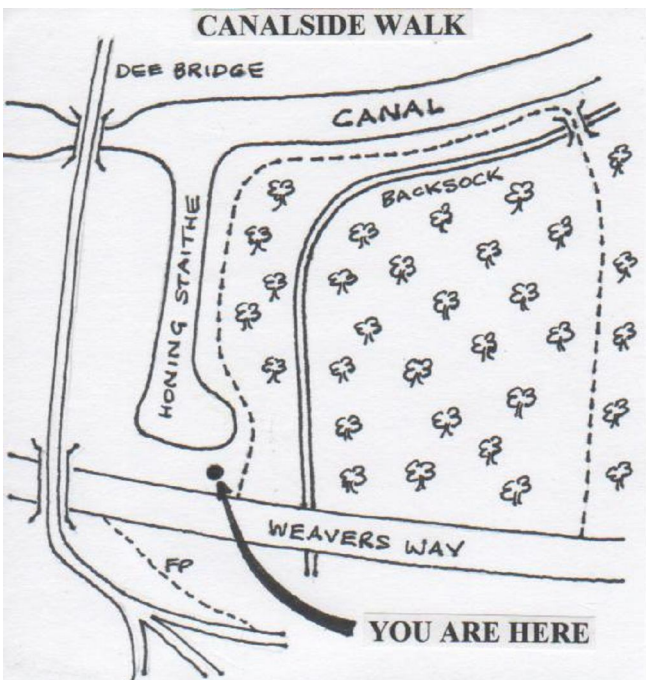 CANALSIDE WALK
DEE BRIDGE
CANAL
BACKSOCK
HONING STAITHE
WEAVERS WAY
FP
YOU ARE HERE